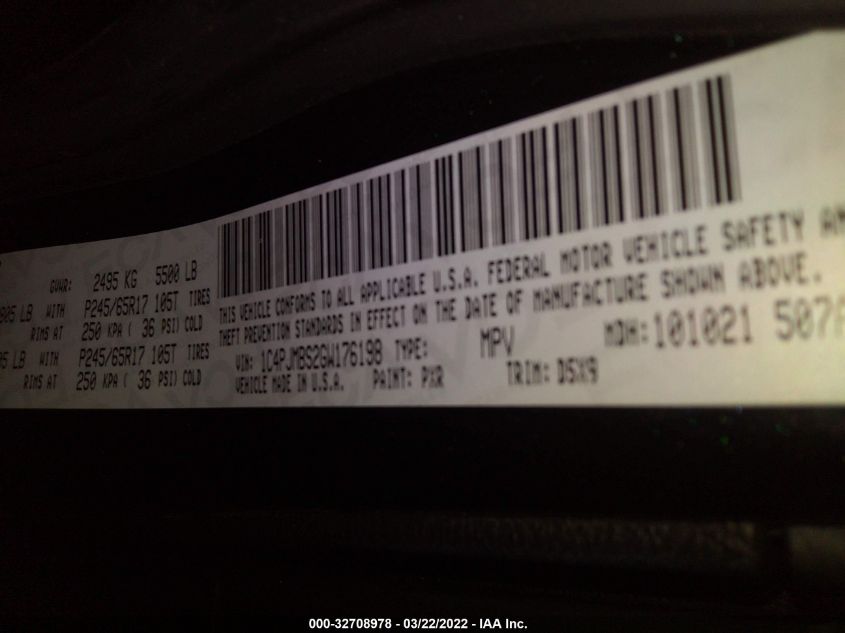 GVWR: 2495 KG 5500 LB
805 LB WITH P245/65R17 105T TIRES
RIMS AT 250 KPA ( 36 PSI) COLD
LB WITH P245/65R17 105T TIRES
RIMS AT 250 KPA ( 36 PSI) COLD
THIS VEHICLE CONFORMS TO ALL APPLICABLE U.S.A. FEDERAL MOTOR VEHICLE SAFETY AN
THEFT PREVENTION STANDARDS IN EFFECT ON THE DATE OF MANUFACTURE SHOWN ABOVE.
VIN: 1C4PJMBS2GW176198 TYPE: MPV MDH: 101021 507
VEHICLE MADE IN U.S.A. PAINT: PXR TRIM: D5X9
000-32708978 - 03/22/2022 - IAA Inc.